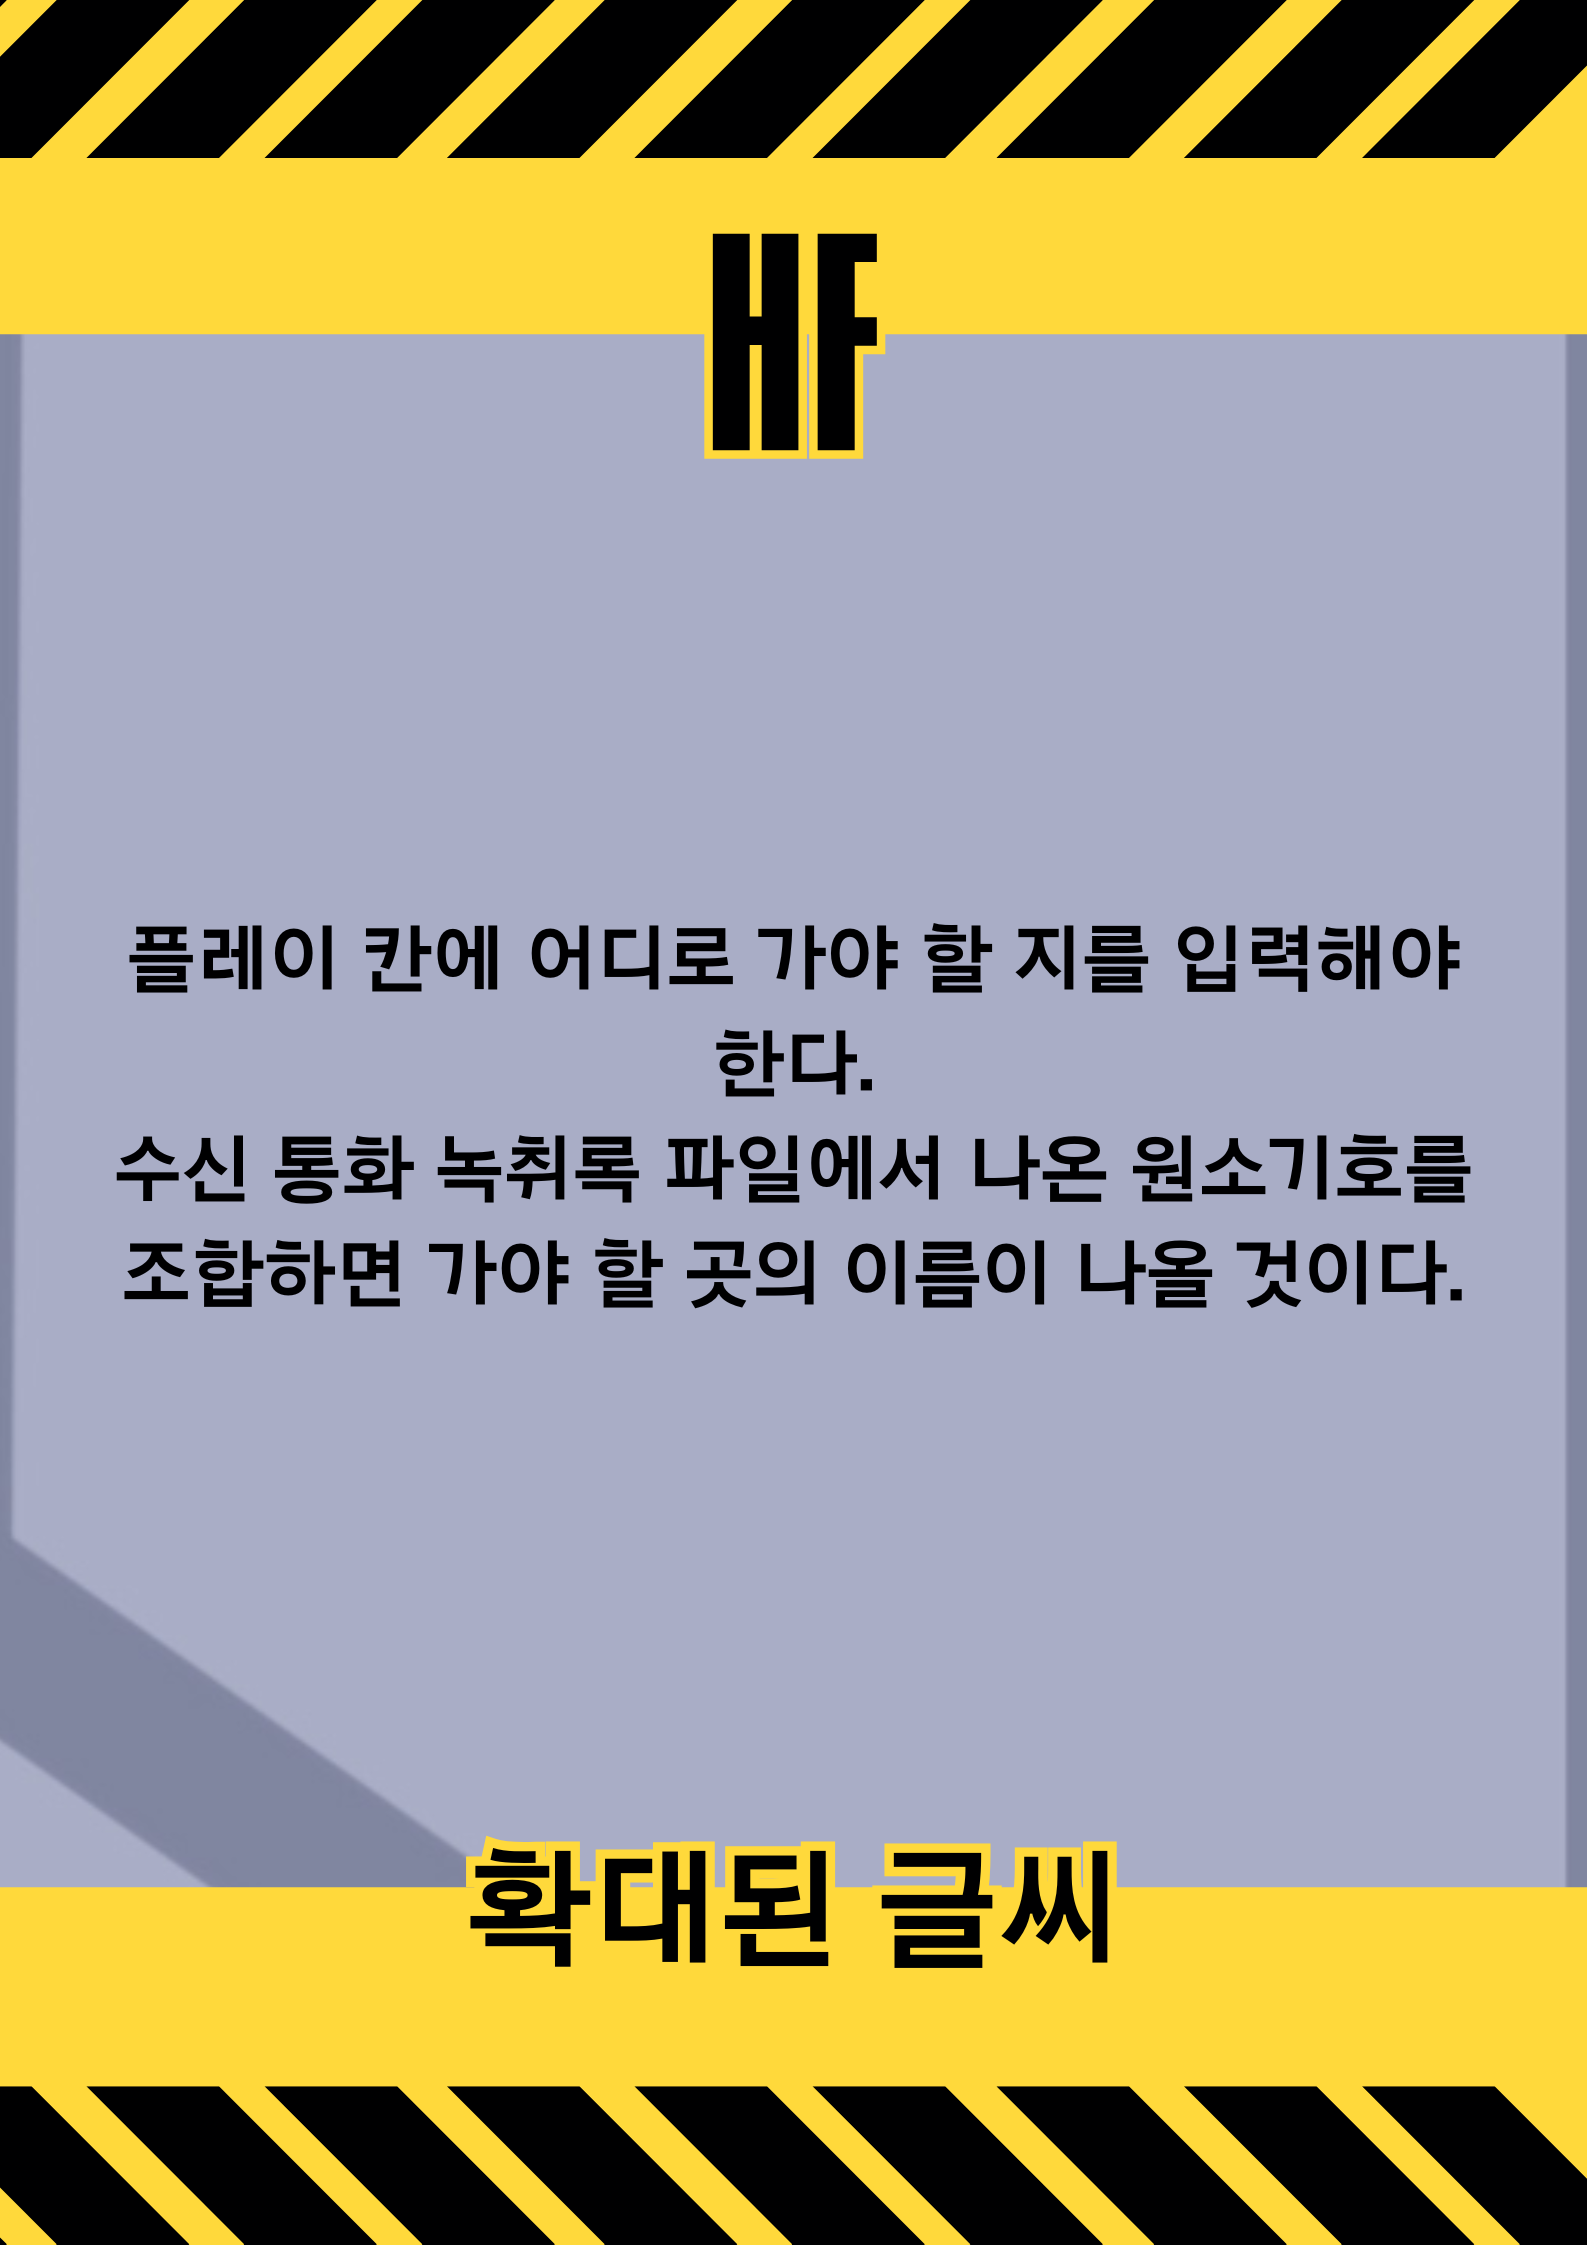 HF
플레이 칸에 어디로 가야 할 지를 입력해야
한다.
수신 통화 녹취록 파일에서 나온 원소기호를
조합하면 가야 할 곳의 이름이 나올 것이다.
확대된 글씨